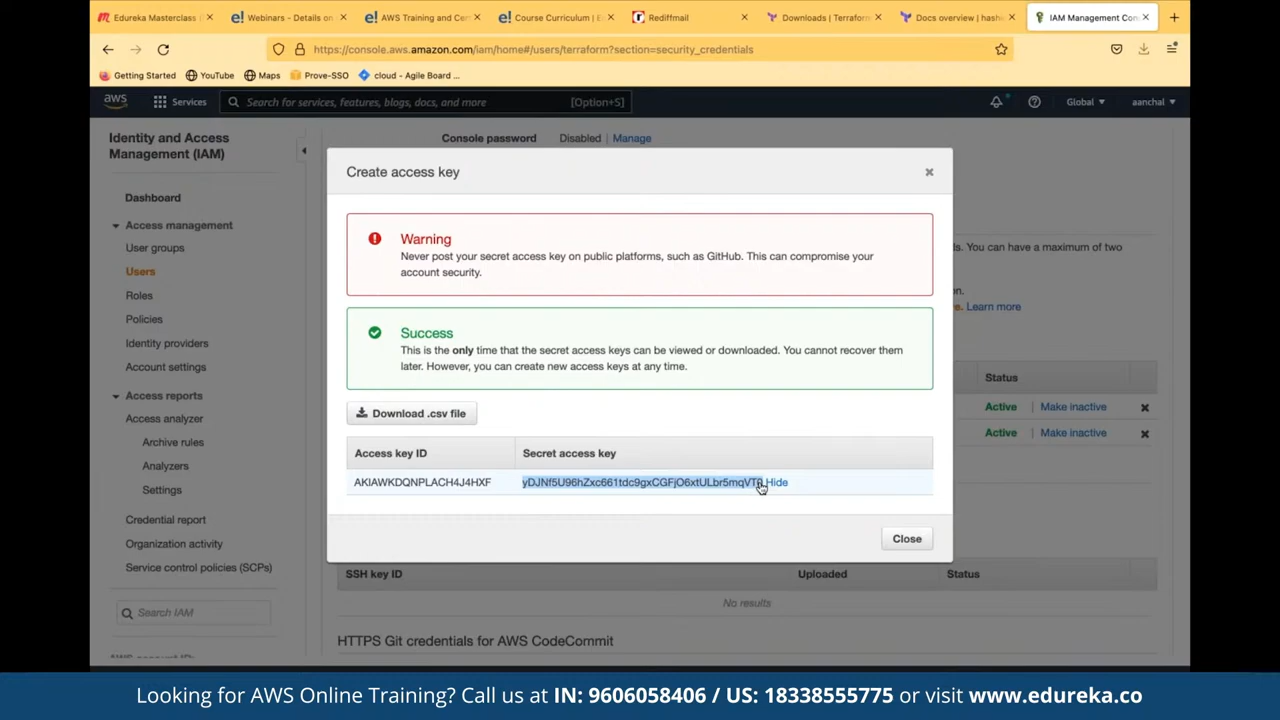 Edureka Masterclass
Webinars - Details on
AWS Training and Cer
Course Curriculum | E
Rediffmail
Downloads | Terraform
Docs overview | hashi
IAM Management Con
https://console.aws.amazon.com/iam/home#/users/terraform?section=security_credentials
Getting Started YouTube Maps Prove-SSO cloud - Agile Board ...
aws Services Search for services, features, blogs, docs, and more [Option+S] Global aanchal
Identity and Access
Management (IAM)
Dashboard
Access management
User groups
Users
Roles
Policies
Identity providers
Account settings
Access reports
Access analyzer
Archive rules
Analyzers
Settings
Credential report
Organization activity
Service control policies (SCPs)
Search IAM
Console password Disabled | Manage
ds. You can have a maximum of two
Learn more
Create access key
Warning
Never post your secret access key on public platforms, such as GitHub. This can compromise your
account security.
Success
This is the only time that the secret access keys can be viewed or downloaded. You cannot recover them
later. However, you can create new access keys at any time.
Download .csv file
Access key ID Secret access key
AKIAWKDQNPLACH4J4HXF Hide
Close
Status
Active | Make inactive
Active | Make inactive
SSH key ID Uploaded Status
No results
HTTPS Git credentials for AWS CodeCommit
Looking for AWS Online Training? Call us at IN: 9606058406 / US: 18338555775 or visit www.edureka.co